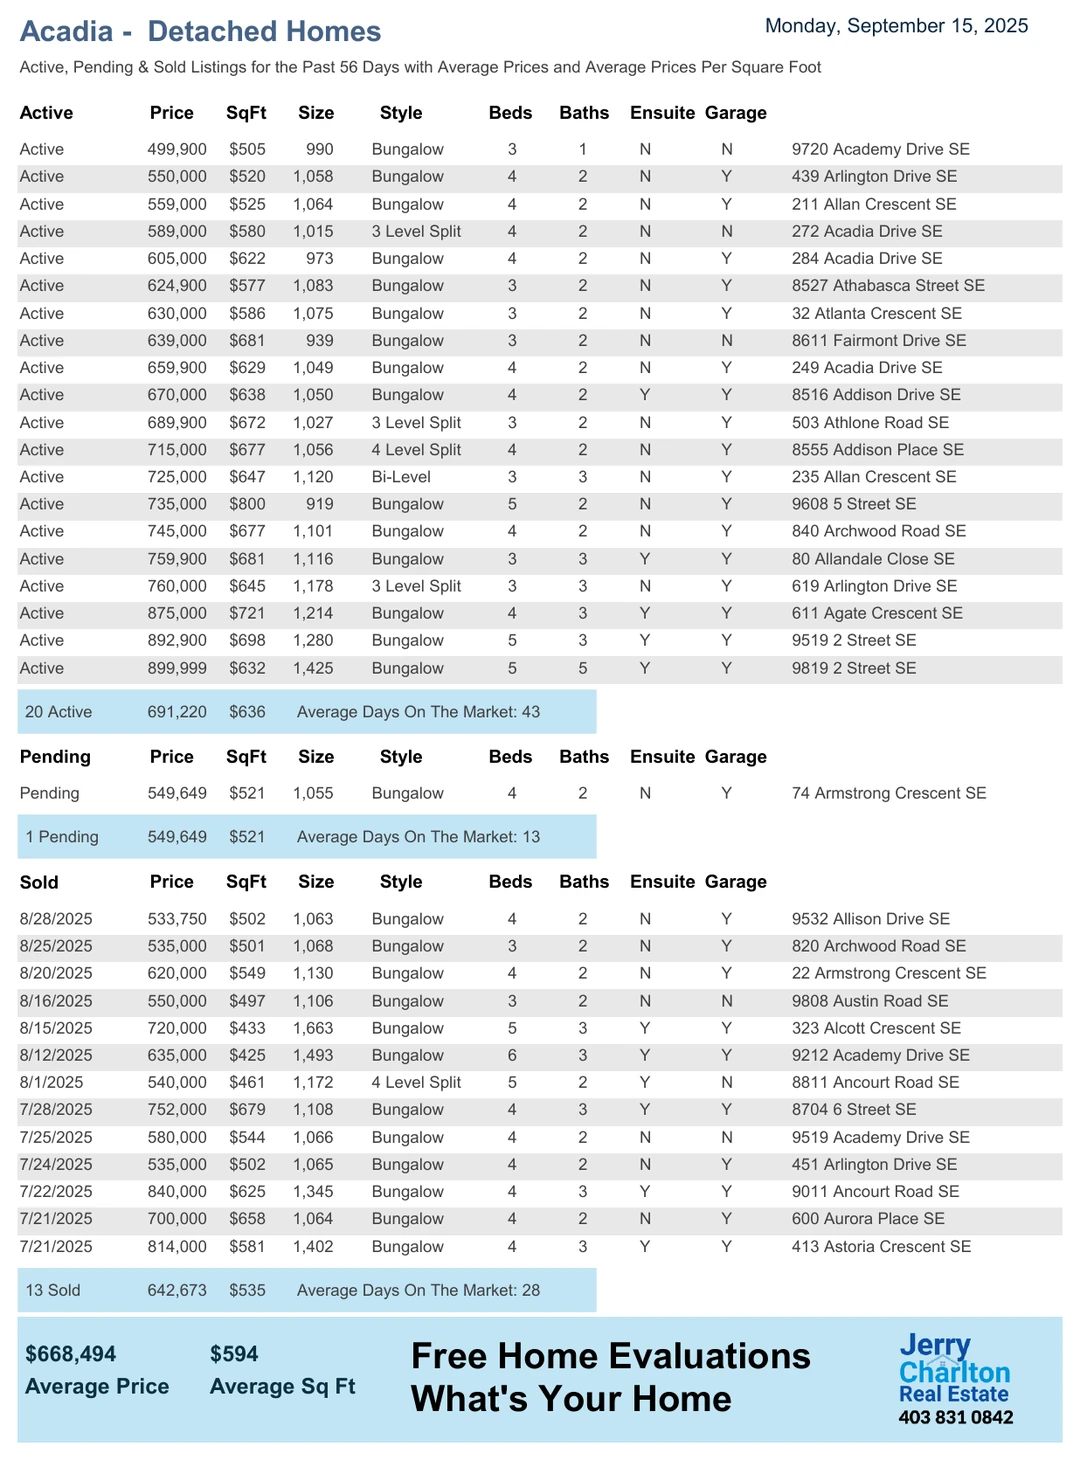 Acadia - Detached Homes
Monday, September 15, 2025
Active, Pending & Sold Listings for the Past 56 Days with Average Prices and Average Prices Per Square Foot
Active Price SqFt Size Style Beds Baths Ensuite Garage
Active 499,900 $505 990 Bungalow 3 1 N N 9720 Academy Drive SE
Active 550,000 $520 1,058 Bungalow 4 2 N Y 439 Arlington Drive SE
Active 559,000 $525 1,064 Bungalow 4 2 N Y 211 Allan Crescent SE
Active 589,000 $580 1,015 3 Level Split 4 2 N N 272 Acadia Drive SE
Active 605,000 $622 973 Bungalow 4 2 N Y 284 Acadia Drive SE
Active 624,900 $577 1,083 Bungalow 3 2 N Y 8527 Athabasca Street SE
Active 630,000 $586 1,075 Bungalow 3 2 N Y 32 Atlanta Crescent SE
Active 639,000 $681 939 Bungalow 3 2 N N 8611 Fairmont Drive SE
Active 659,900 $629 1,049 Bungalow 4 2 N Y 249 Acadia Drive SE
Active 670,000 $638 1,050 Bungalow 4 2 Y Y 8516 Addison Drive SE
Active 689,900 $672 1,027 3 Level Split 3 2 N Y 503 Athlone Road SE
Active 715,000 $677 1,056 4 Level Split 4 2 N Y 8555 Addison Place SE
Active 725,000 $647 1,120 Bi-Level 3 3 N Y 235 Allan Crescent SE
Active 735,000 $800 919 Bungalow 5 2 N Y 9608 5 Street SE
Active 745,000 $677 1,101 Bungalow 4 2 N Y 840 Archwood Road SE
Active 759,900 $681 1,116 Bungalow 3 3 Y Y 80 Allandale Close SE
Active 760,000 $645 1,178 3 Level Split 3 3 N Y 619 Arlington Drive SE
Active 875,000 $721 1,214 Bungalow 4 3 Y Y 611 Agate Crescent SE
Active 892,900 $698 1,280 Bungalow 5 3 Y Y 9519 2 Street SE
Active 899,999 $632 1,425 Bungalow 5 5 Y Y 9819 2 Street SE
20 Active 691,220 $636 Average Days On The Market: 43
Pending Price SqFt Size Style Beds Baths Ensuite Garage
Pending 549,649 $521 1,055 Bungalow 4 2 N Y 74 Armstrong Crescent SE
1 Pending 549,649 $521 Average Days On The Market: 13
Sold Price SqFt Size Style Beds Baths Ensuite Garage
8/28/2025 533,750 $502 1,063 Bungalow 4 2 N Y 9532 Allison Drive SE
8/25/2025 535,000 $501 1,068 Bungalow 3 2 N Y 820 Archwood Road SE
8/20/2025 620,000 $549 1,130 Bungalow 4 2 N Y 22 Armstrong Crescent SE
8/16/2025 550,000 $497 1,106 Bungalow 3 2 N N 9808 Austin Road SE
8/15/2025 720,000 $433 1,663 Bungalow 5 3 Y Y 323 Alcott Crescent SE
8/12/2025 635,000 $425 1,493 Bungalow 6 3 Y Y 9212 Academy Drive SE
8/1/2025 540,000 $461 1,172 4 Level Split 5 2 Y N 8811 Ancourt Road SE
7/28/2025 752,000 $679 1,108 Bungalow 4 3 Y Y 8704 6 Street SE
7/25/2025 580,000 $544 1,066 Bungalow 4 2 N N 9519 Academy Drive SE
7/24/2025 535,000 $502 1,065 Bungalow 4 2 N Y 451 Arlington Drive SE
7/22/2025 840,000 $625 1,345 Bungalow 4 3 Y Y 9011 Ancourt Road SE
7/21/2025 700,000 $658 1,064 Bungalow 4 2 N Y 600 Aurora Place SE
7/21/2025 814,000 $581 1,402 Bungalow 4 3 Y Y 413 Astoria Crescent SE
13 Sold 642,673 $535 Average Days On The Market: 28
$668,494 $594
Average Price Average Sq Ft
Free Home Evaluations
What's Your Home
Jerry
Charlton
Real Estate
403 831 0842